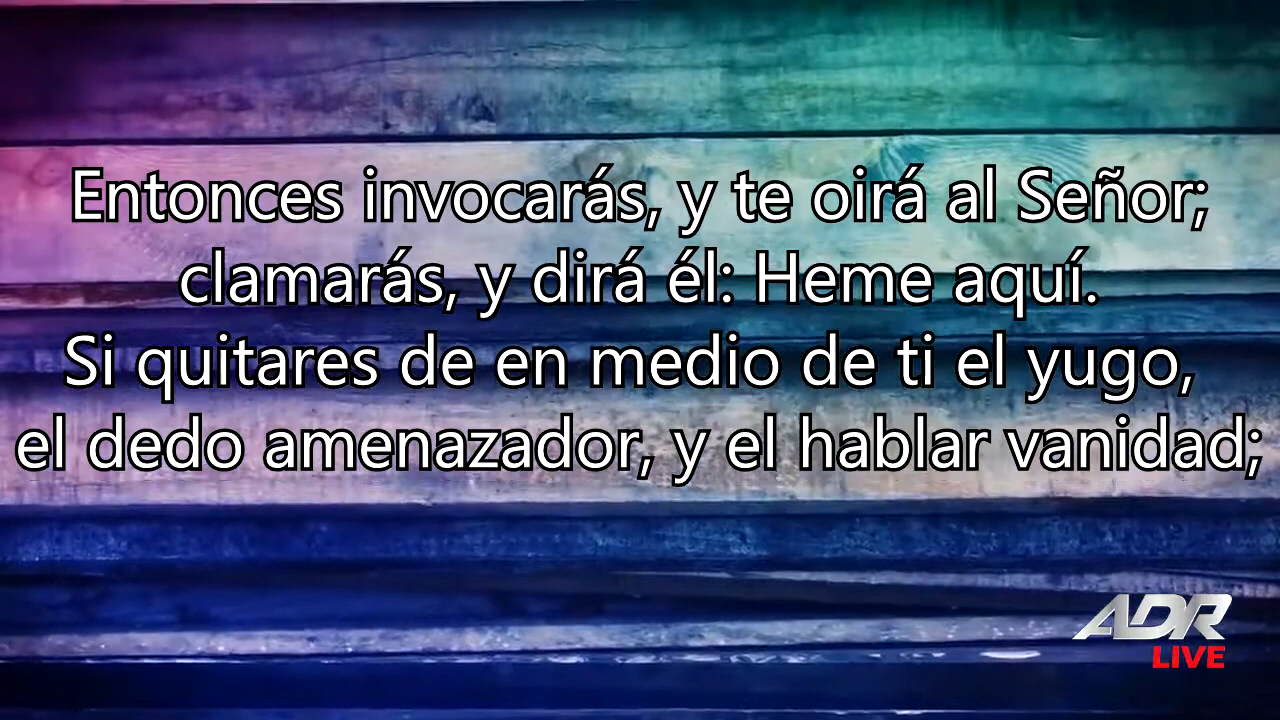 Entonces invocarás, y te oirá al Señor;
clamarás, y dirá él: Heme aquí.
Si quitares de en medio de ti el yugo,
el dedo amenazador, y el hablar vanidad;
ADR
LIVE